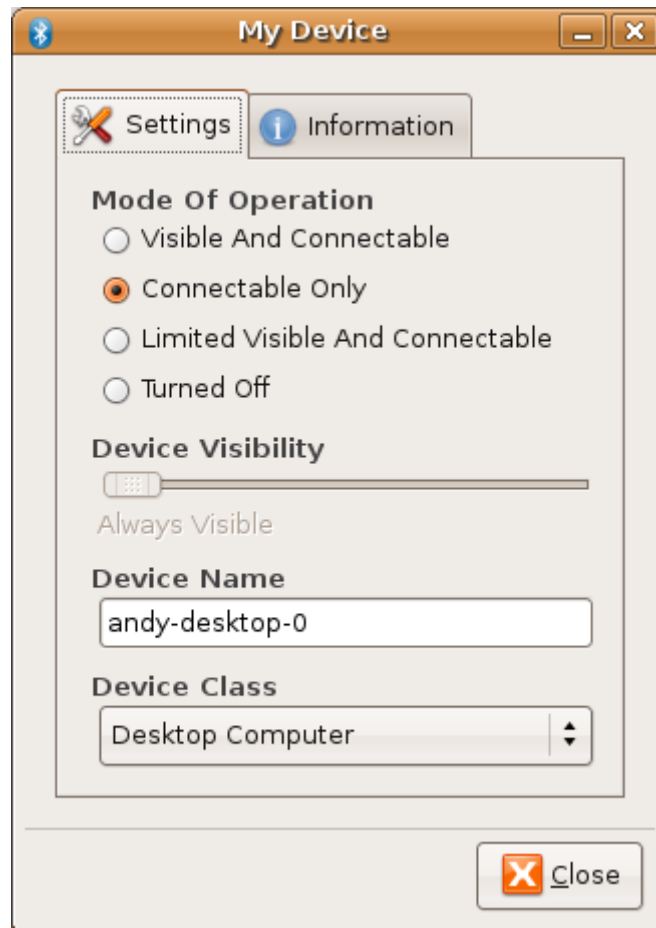 My Device
Settings
Information
Mode Of Operation
Visible And Connectable
Connectable Only
Limited Visible And Connectable
Turned Off
Device Visibility
Always Visible
Device Name
andy-desktop-0
Device Class
Desktop Computer
Close